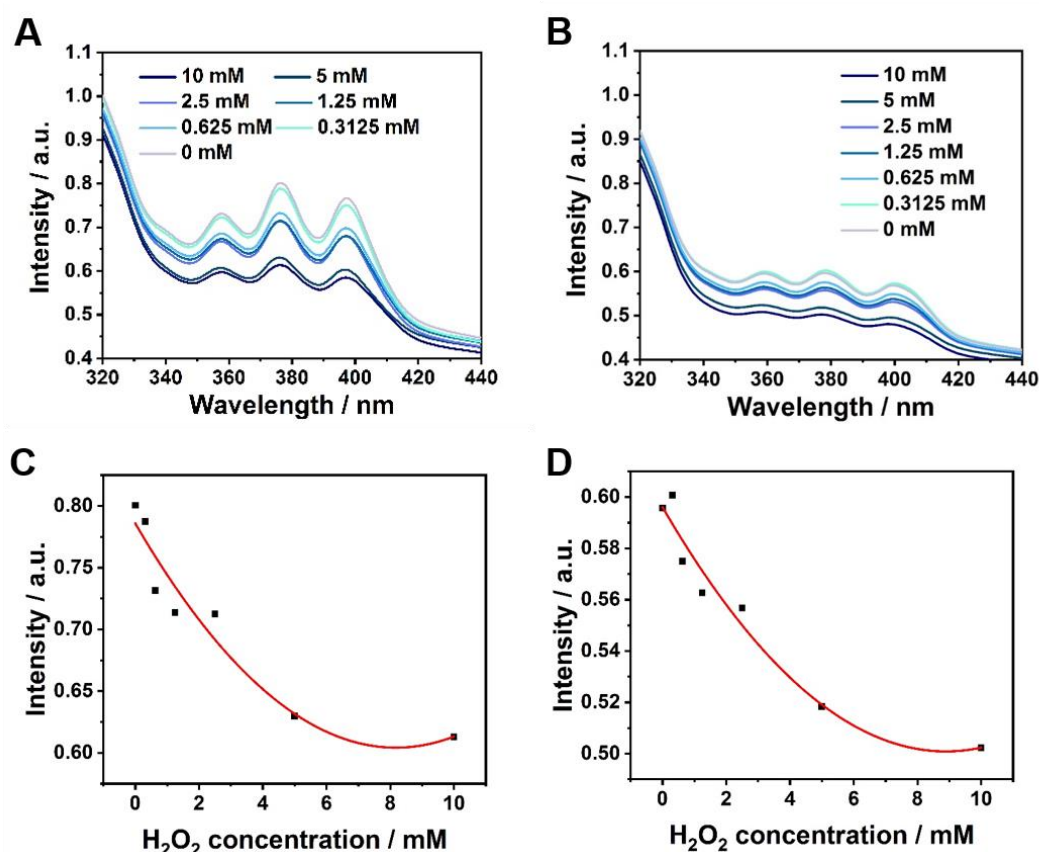 A
1.1
1.0
0.9
0.8
0.7
0.6
0.5
0.4
Intensity / a.u.
10 mM 5 mM
2.5 mM 1.25 mM
0.625 mM 0.3125 mM
0 mM
320 340 360 380 400 420 440
Wavelength / nm
B
1.1
1.0
0.9
0.8
0.7
0.6
0.5
0.4
Intensity / a.u.
10 mM
5 mM
2.5 mM
1.25 mM
0.625 mM
0.3125 mM
0 mM
320 340 360 380 400 420 440
Wavelength / nm
C
0.80
0.75
0.70
0.65
0.60
Intensity / a.u.
0 2 4 6 8 10
H₂O₂ concentration / mM
D
0.60
0.58
0.56
0.54
0.52
0.50
Intensity / a.u.
0 2 4 6 8 10
H₂O₂ concentration / mM